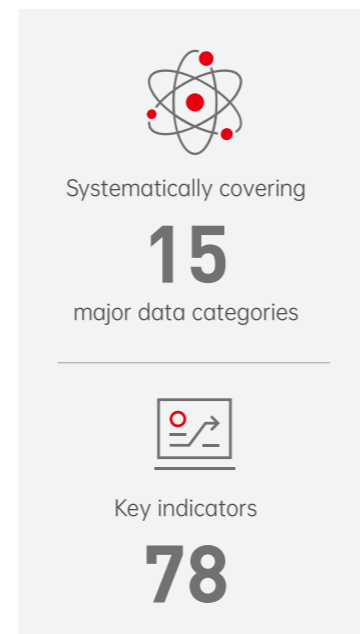 Systematically covering
15
major data categories
Key indicators
78